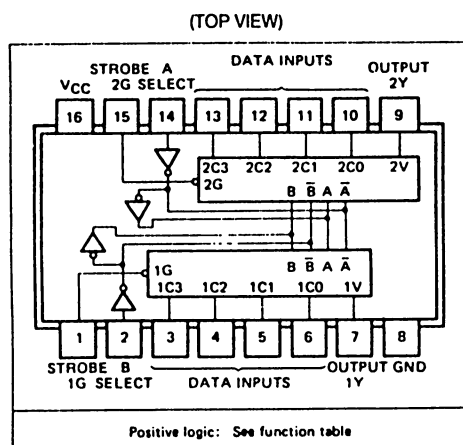 (TOP VIEW)
STROBE A DATA INPUTS OUTPUT
VCC 2G SELECT 2Y
16 15 14 13 12 11 10 9
2C3 2C2 2C1 2C0 2V
2G
B B̅ A A̅
B B̅ A A̅
1G
1C3 1C2 1C1 1C0 1V
1 2 3 4 5 6 7 8
STROBE B OUTPUT GND
1G SELECT DATA INPUTS 1Y
Positive logic: See function table